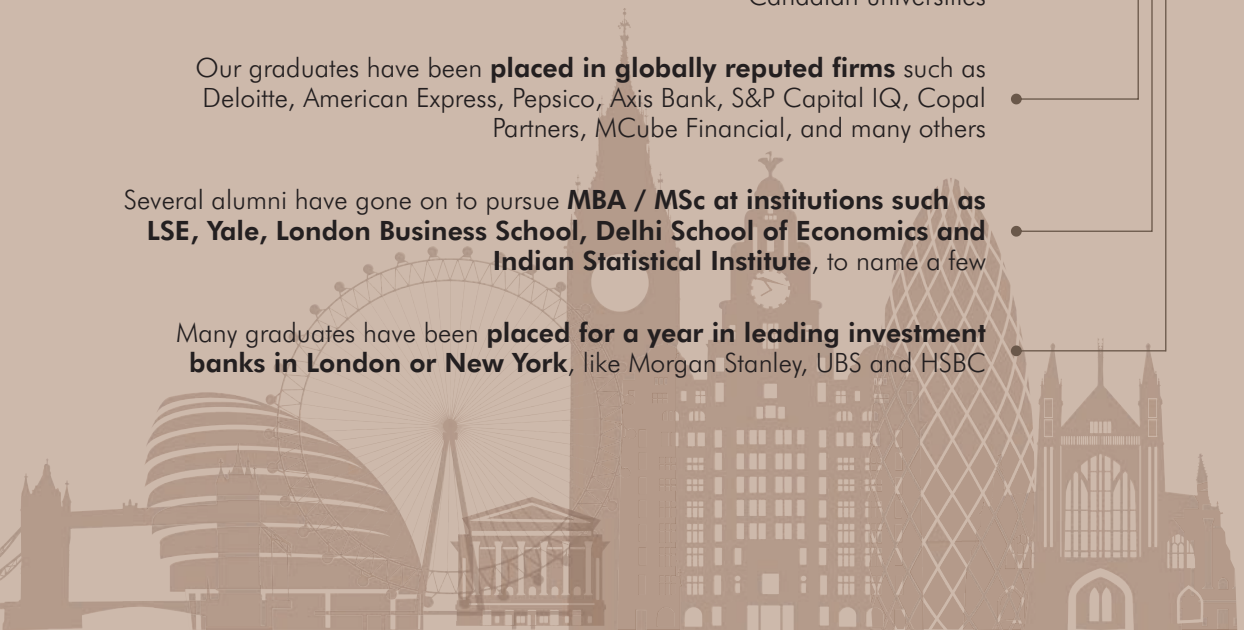 Canadian universities
Our graduates have been placed in globally reputed firms such as
Deloitte, American Express, Pepsico, Axis Bank, S&P Capital IQ, Copal
Partners, MCube Financial, and many others
Several alumni have gone on to pursue MBA / MSc at institutions such as
LSE, Yale, London Business School, Delhi School of Economics and
Indian Statistical Institute, to name a few
Many graduates have been placed for a year in leading investment
banks in London or New York, like Morgan Stanley, UBS and HSBC